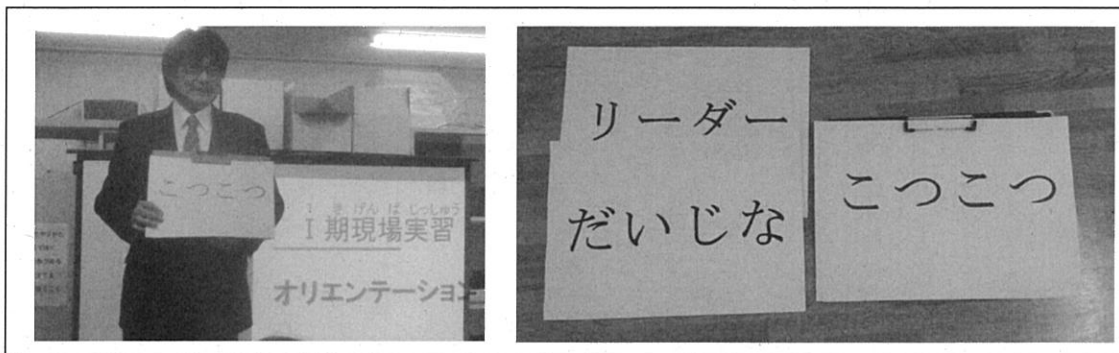 こつこつ
1 き げん ば じっしゅう
I 期現場実習
オリエンテーション
リーダー
だいじな
こつこつ